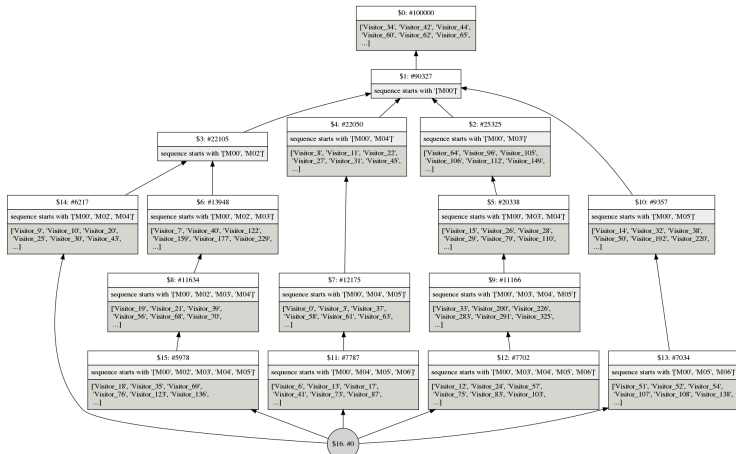 $0: #100000
['Visitor_34', 'Visitor_42', 'Visitor_44',
'Visitor_60', 'Visitor_62', 'Visitor_65',
...]
$1: #90327
sequence starts with '['M00']'
$3: #22105
sequence starts with '['M00', 'M02']'
$4: #22050
sequence starts with '['M00', 'M04']'
['Visitor_8', 'Visitor_11', 'Visitor_22',
'Visitor_27', 'Visitor_31', 'Visitor_45',
...]
$2: #25325
sequence starts with '['M00', 'M03']'
['Visitor_64', 'Visitor_96', 'Visitor_105',
'Visitor_106', 'Visitor_112', 'Visitor_149',
...]
$14: #6217
sequence starts with '['M00', 'M02', 'M04']'
['Visitor_9', 'Visitor_10', 'Visitor_20',
'Visitor_25', 'Visitor_30', 'Visitor_43',
...]
$6: #13948
sequence starts with '['M00', 'M02', 'M03']'
['Visitor_7', 'Visitor_40', 'Visitor_122',
'Visitor_159', 'Visitor_177', 'Visitor_229',
...]
$5: #20338
sequence starts with '['M00', 'M03', 'M04']'
['Visitor_15', 'Visitor_26', 'Visitor_28',
'Visitor_29', 'Visitor_79', 'Visitor_110',
...]
$10: #9357
sequence starts with '['M00', 'M05']'
['Visitor_14', 'Visitor_32', 'Visitor_38',
'Visitor_50', 'Visitor_192', 'Visitor_220',
...]
$8: #11634
sequence starts with '['M00', 'M02', 'M03', 'M04']'
['Visitor_19', 'Visitor_21', 'Visitor_39',
'Visitor_56', 'Visitor_68', 'Visitor_70',
...]
$7: #12175
sequence starts with '['M00', 'M04', 'M05']'
['Visitor_0', 'Visitor_3', 'Visitor_37',
'Visitor_58', 'Visitor_61', 'Visitor_63',
...]
$9: #11166
sequence starts with '['M00', 'M03', 'M04', 'M05']'
['Visitor_33', 'Visitor_200', 'Visitor_226',
'Visitor_283', 'Visitor_291', 'Visitor_325',
...]
$15: #5978
sequence starts with '['M00', 'M02', 'M03', 'M04', 'M05']'
['Visitor_18', 'Visitor_35', 'Visitor_69',
'Visitor_76', 'Visitor_123', 'Visitor_136',
...]
$11: #7787
sequence starts with '['M00', 'M04', 'M05', 'M06']'
['Visitor_6', 'Visitor_13', 'Visitor_17',
'Visitor_41', 'Visitor_73', 'Visitor_87',
...]
$12: #7702
sequence starts with '['M00', 'M03', 'M04', 'M05', 'M06']'
['Visitor_12', 'Visitor_24', 'Visitor_57',
'Visitor_75', 'Visitor_83', 'Visitor_103',
...]
$13: #7034
sequence starts with '['M00', 'M05', 'M06']'
['Visitor_51', 'Visitor_52', 'Visitor_54',
'Visitor_107', 'Visitor_108', 'Visitor_138',
...]
$16: #0